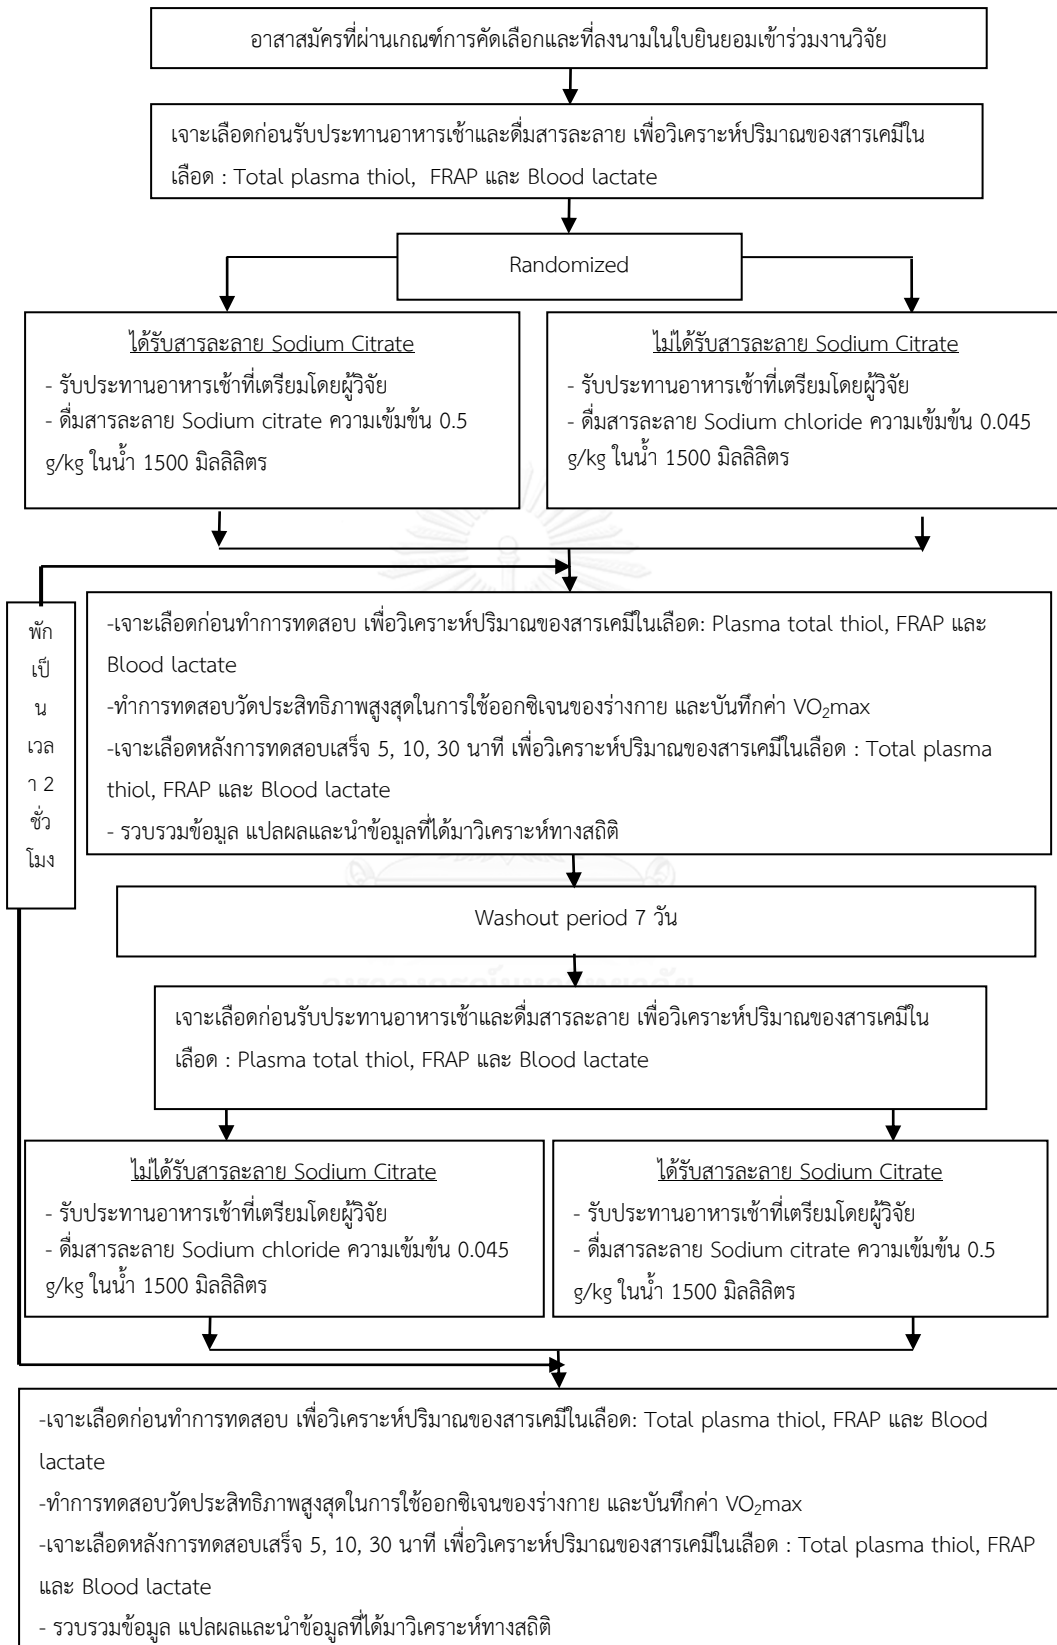 อาสาสมัครที่ผ่านเกณฑ์การคัดเลือกและที่ลงนามในใบยินยอมเข้าร่วมงานวิจัย
เจาะเลือดก่อนรับประทานอาหารเช้าและดื่มสารละลาย เพื่อวิเคราะห์ปริมาณของสารเคมีใน
เลือด : Total plasma thiol, FRAP และ Blood lactate
Randomized
ได้รับสารละลาย Sodium Citrate
- รับประทานอาหารเช้าที่เตรียมโดยผู้วิจัย
- ดื่มสารละลาย Sodium citrate ความเข้มข้น 0.5
g/kg ในน้ำ 1500 มิลลิลิตร
ไม่ได้รับสารละลาย Sodium Citrate
- รับประทานอาหารเช้าที่เตรียมโดยผู้วิจัย
- ดื่มสารละลาย Sodium chloride ความเข้มข้น 0.045
g/kg ในน้ำ 1500 มิลลิลิตร
พัก
เป็
น
เวล
า 2
ชั่ว
โมง
-เจาะเลือดก่อนทำการทดสอบ เพื่อวิเคราะห์ปริมาณของสารเคมีในเลือด: Plasma total thiol, FRAP และ
Blood lactate
-ทำการทดสอบวัดประสิทธิภาพสูงสุดในการใช้ออกซิเจนของร่างกาย และบันทึกค่า VO₂max
-เจาะเลือดหลังการทดสอบเสร็จ 5, 10, 30 นาที เพื่อวิเคราะห์ปริมาณของสารเคมีในเลือด : Total plasma
thiol, FRAP และ Blood lactate
- รวบรวมข้อมูล แปลผลและนำข้อมูลที่ได้มาวิเคราะห์ทางสถิติ
Washout period 7 วัน
เจาะเลือดก่อนรับประทานอาหารเช้าและดื่มสารละลาย เพื่อวิเคราะห์ปริมาณของสารเคมีใน
เลือด : Plasma total thiol, FRAP และ Blood lactate
ไม่ได้รับสารละลาย Sodium Citrate
- รับประทานอาหารเช้าที่เตรียมโดยผู้วิจัย
- ดื่มสารละลาย Sodium chloride ความเข้มข้น 0.045
g/kg ในน้ำ 1500 มิลลิลิตร
ได้รับสารละลาย Sodium Citrate
- รับประทานอาหารเช้าที่เตรียมโดยผู้วิจัย
- ดื่มสารละลาย Sodium citrate ความเข้มข้น 0.5
g/kg ในน้ำ 1500 มิลลิลิตร
-เจาะเลือดก่อนทำการทดสอบ เพื่อวิเคราะห์ปริมาณของสารเคมีในเลือด: Total plasma thiol, FRAP และ Blood
lactate
-ทำการทดสอบวัดประสิทธิภาพสูงสุดในการใช้ออกซิเจนของร่างกาย และบันทึกค่า VO₂max
-เจาะเลือดหลังการทดสอบเสร็จ 5, 10, 30 นาที เพื่อวิเคราะห์ปริมาณของสารเคมีในเลือด : Total plasma thiol, FRAP
และ Blood lactate
- รวบรวมข้อมูล แปลผลและนำข้อมูลที่ได้มาวิเคราะห์ทางสถิติ